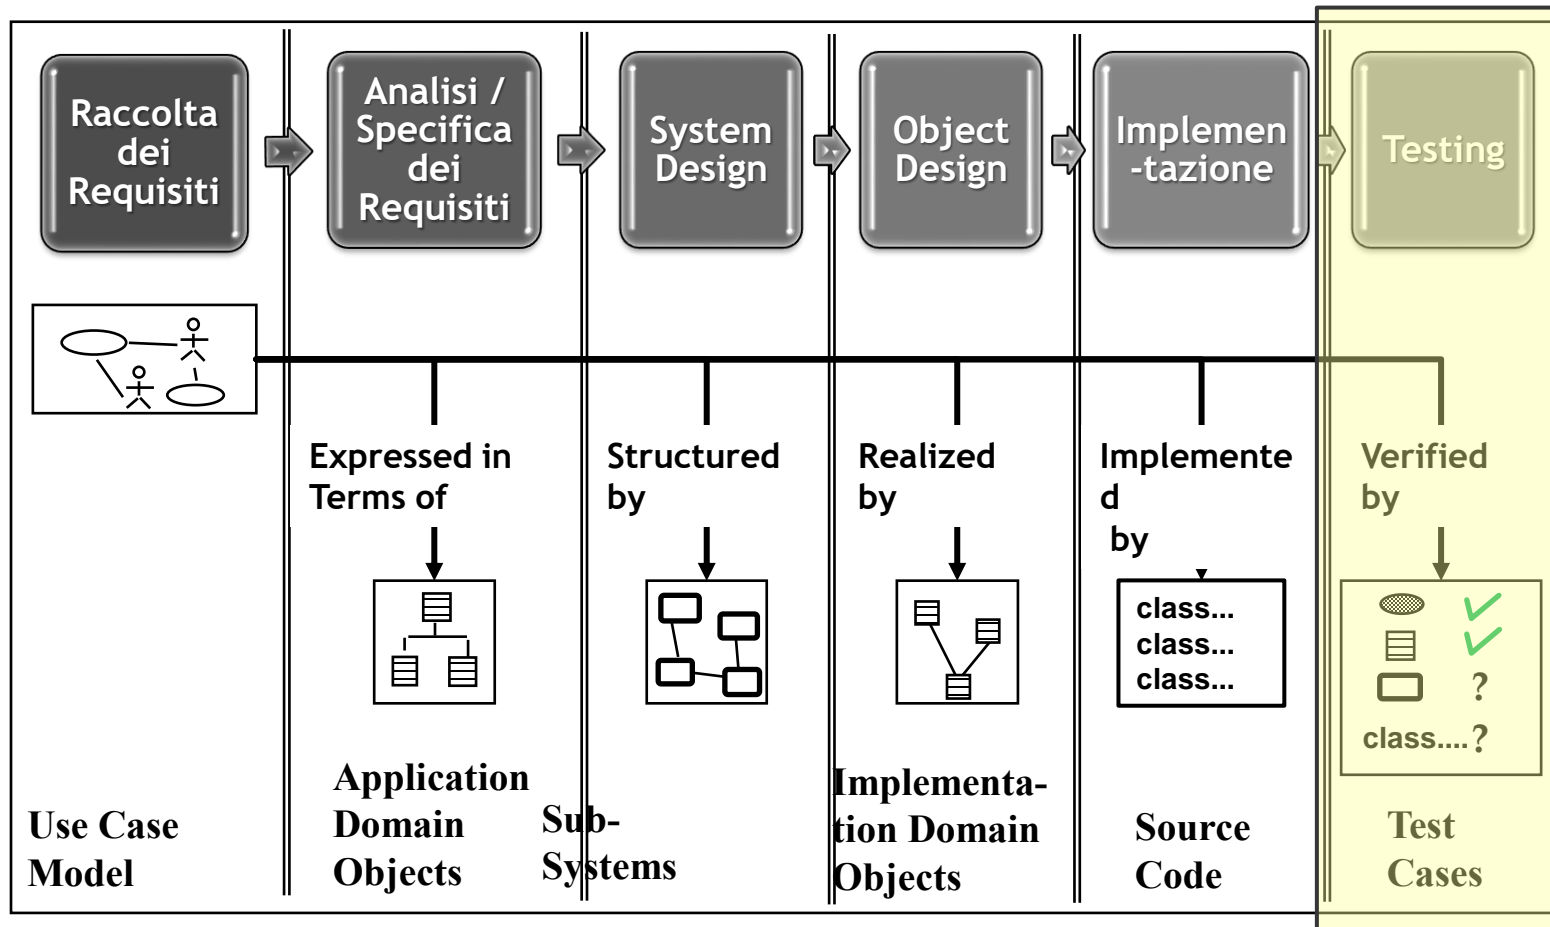 Raccolta
dei
Requisiti
Analisi /
Specifica
dei
Requisiti
System
Design
Object
Design
Implemen
-tazione
Testing
Expressed in
Terms of
Structured
by
Realized
by
Implemente
d
by
Verified
by
class...
class...
class...
?
class....?
Use Case
Model
Application
Domain
Objects
Sub-
Systems
Implementa-
tion Domain
Objects
Source
Code
Test
Cases